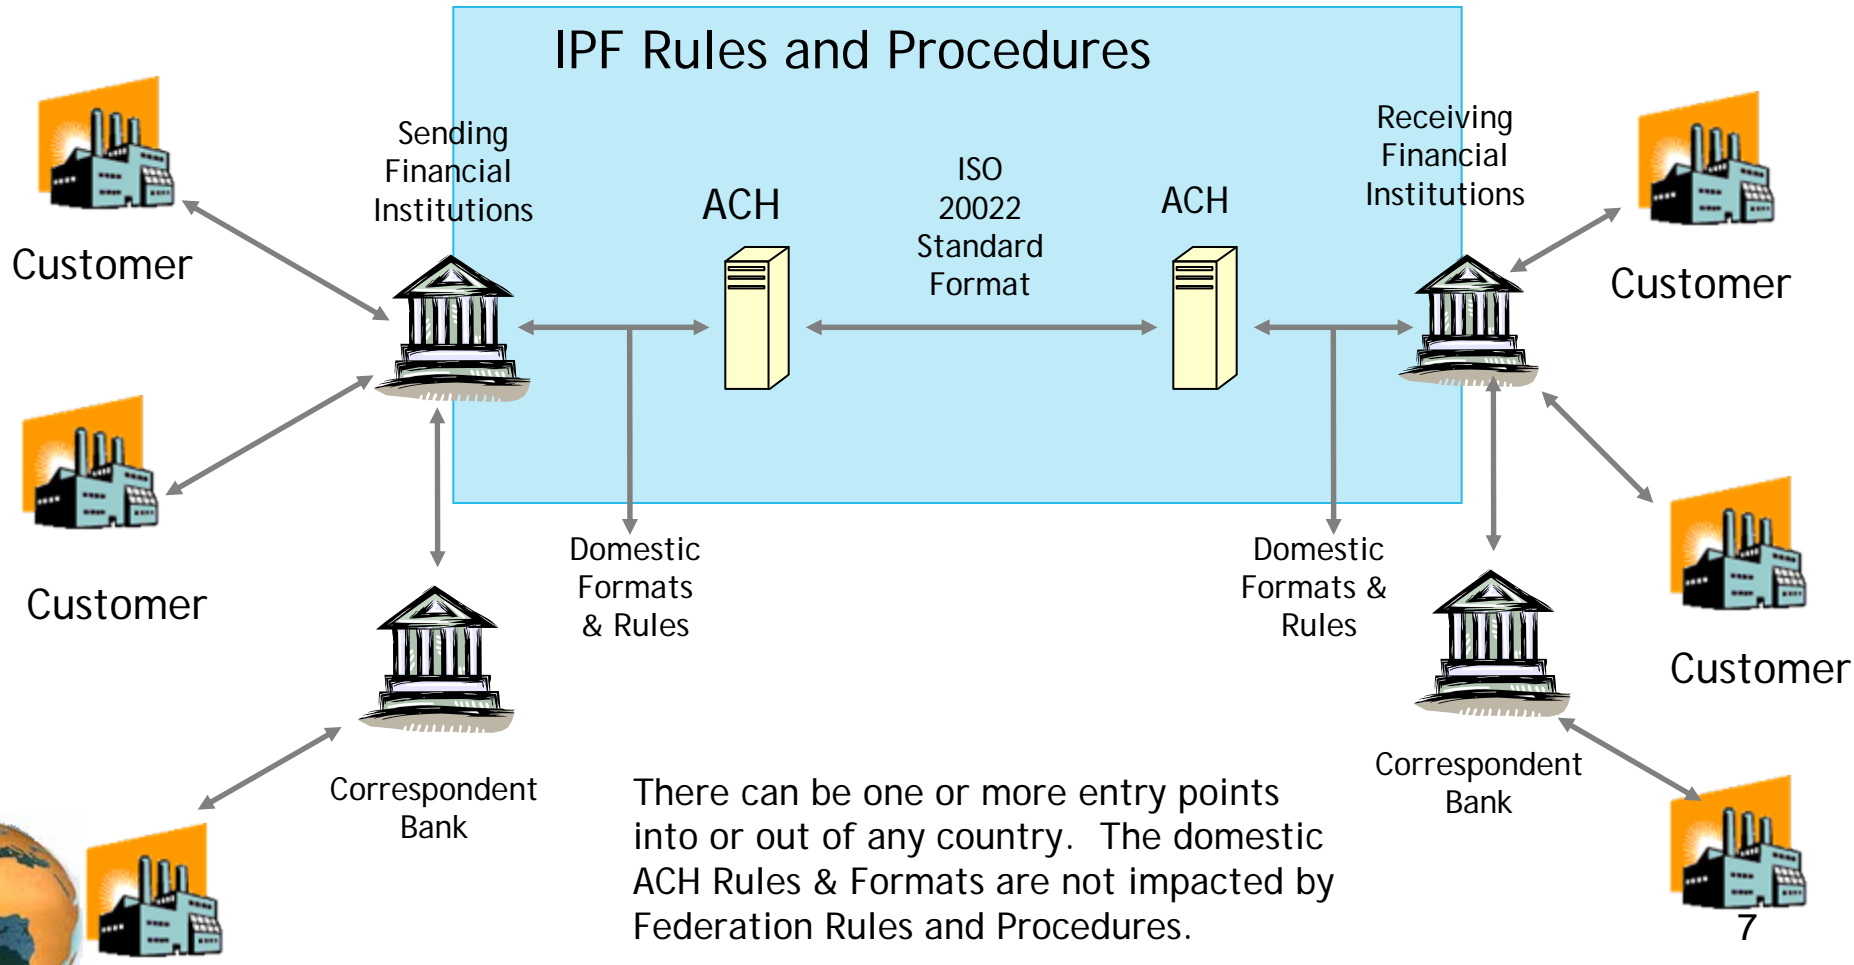 IPF Rules and Procedures
Sending
Financial
Institutions
ACH
ISO
20022
Standard
Format
ACH
Receiving
Financial
Institutions
Customer
Customer
Customer
Customer
Domestic
Formats
& Rules
Domestic
Formats &
Rules
Correspondent
Bank
Correspondent
Bank
There can be one or more entry points
into or out of any country. The domestic
ACH Rules & Formats are not impacted by
Federation Rules and Procedures.
7